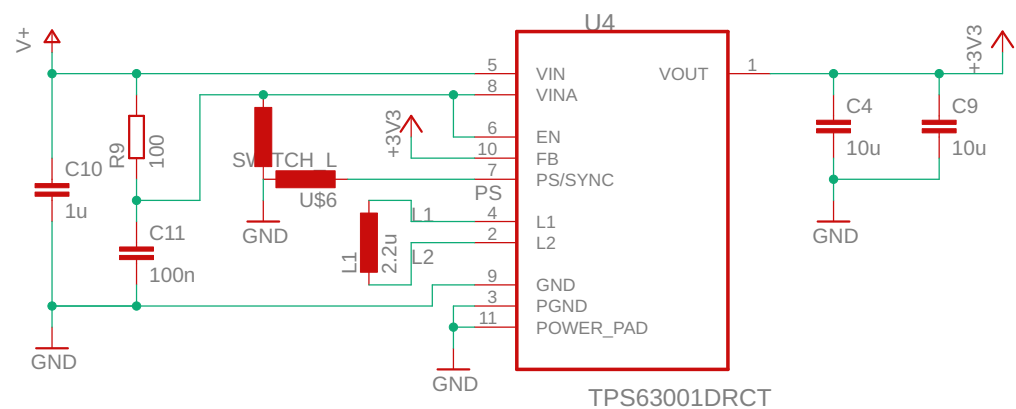 U4
V+
5
VIN
VOUT
1
+3V3
8
VINA
C4
C9
10u
10u
R9
100
+3V3
6
EN
10
FB
SWITCH_L
7
PS/SYNC
PS
C10
1u
U$6
GND
C11
100n
L1
2.2u
L1
4
L1
L2
2
L2
GND
9
GND
3
PGND
11
POWER_PAD
GND
GND
TPS63001DRCT